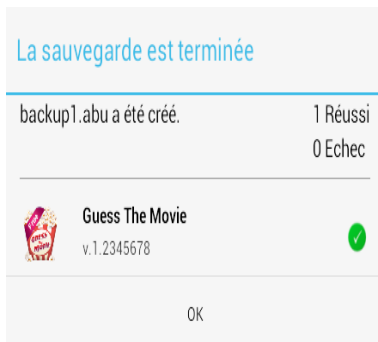 La sauvegarde est terminée
backup1.abu a été créé.
1 Réussi
0 Echec
Guess The Movie
v.1.2345678
OK